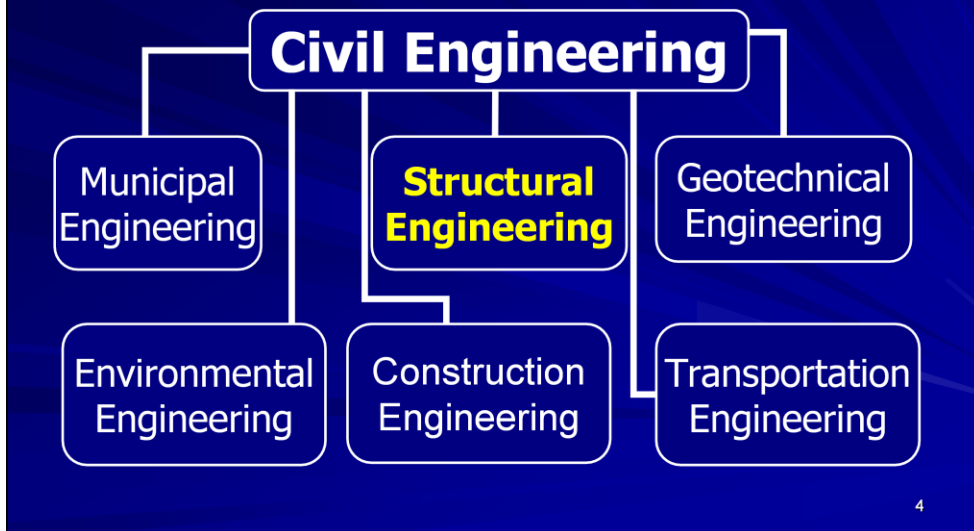 Civil Engineering
Municipal
Engineering
Structural
Engineering
Geotechnical
Engineering
Environmental
Engineering
Construction
Engineering
Transportation
Engineering
4